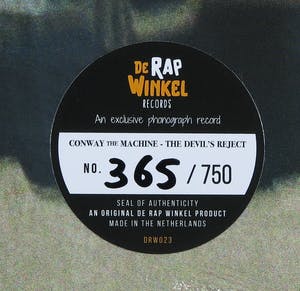 DE RAP
WINKEL
RECORDS
An exclusive phonograph record
CONWAY THE MACHINE - THE DEVIL'S REJECT
NO. 365 / 750
SEAL OF AUTHENTICITY
AN ORIGINAL DE RAP WINKEL PRODUCT
MADE IN THE NETHERLANDS
DRW023